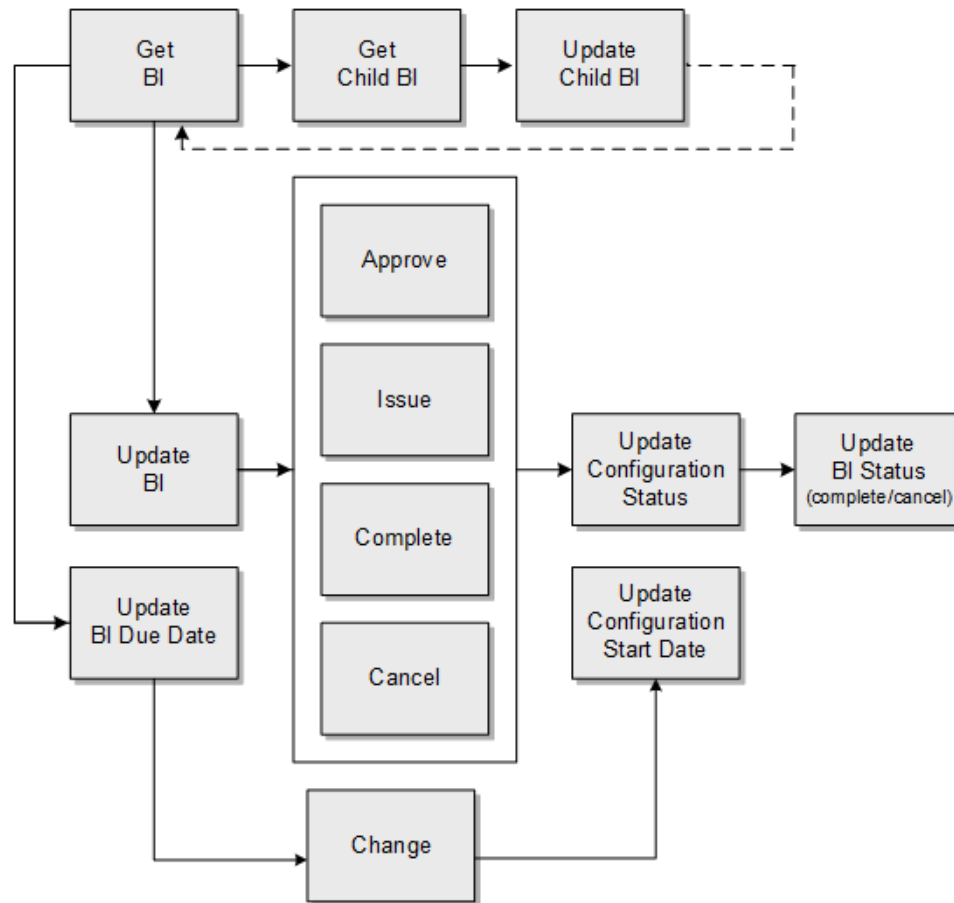 Get
BI
Get
Child BI
Update
Child BI
Approve
Issue
Update
BI
Update
Configuration
Status
Update
BI Status
(complete/cancel)
Complete
Update
BI Due Date
Update
Configuration
Start Date
Cancel
Change